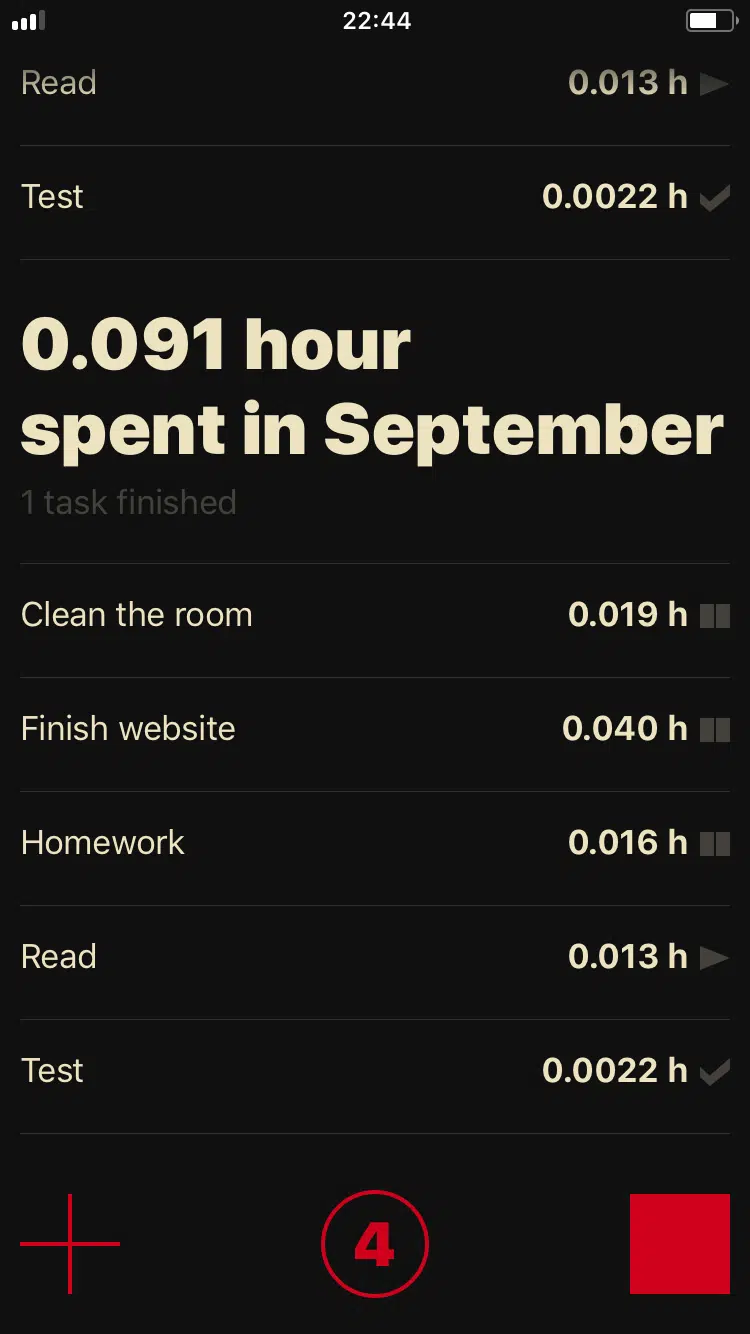 22:44
Read 0.013 h
Test 0.0022 h
0.091 hour
spent in September
1 task finished
Clean the room 0.019 h
Finish website 0.040 h
Homework 0.016 h
Read 0.013 h
Test 0.0022 h
4